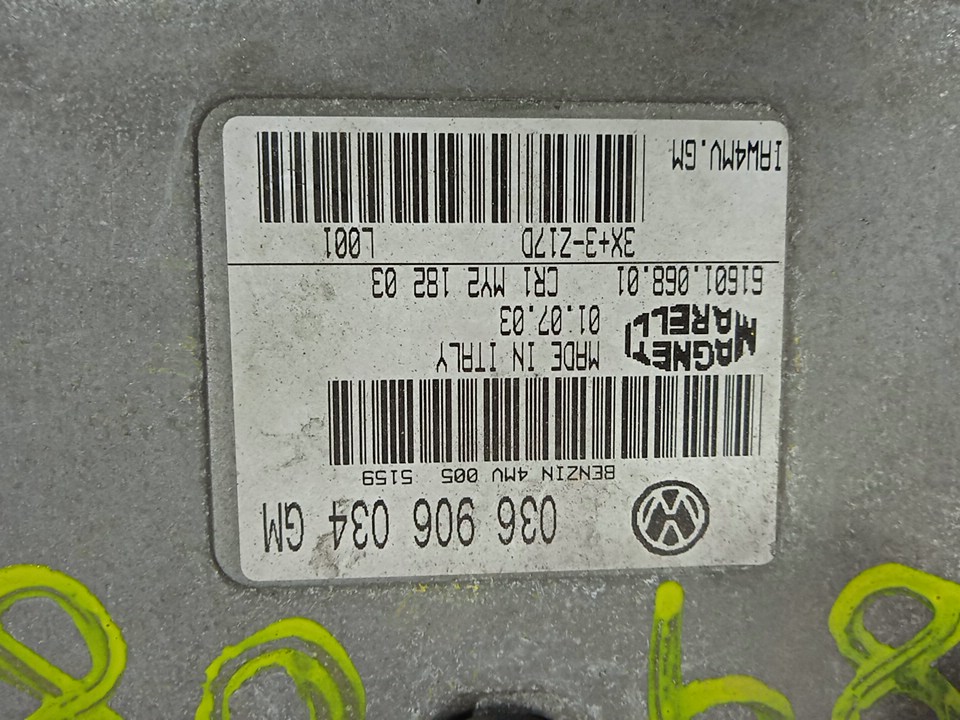 036 906 034 GM
BENZIN 4MV 005 5159
MAGNETI
MARELLI
MADE IN ITALY
01.07.03
61601.068.01 CR1 MY2 182 03
3X+3-Z17D L001
IAW4MV.GM